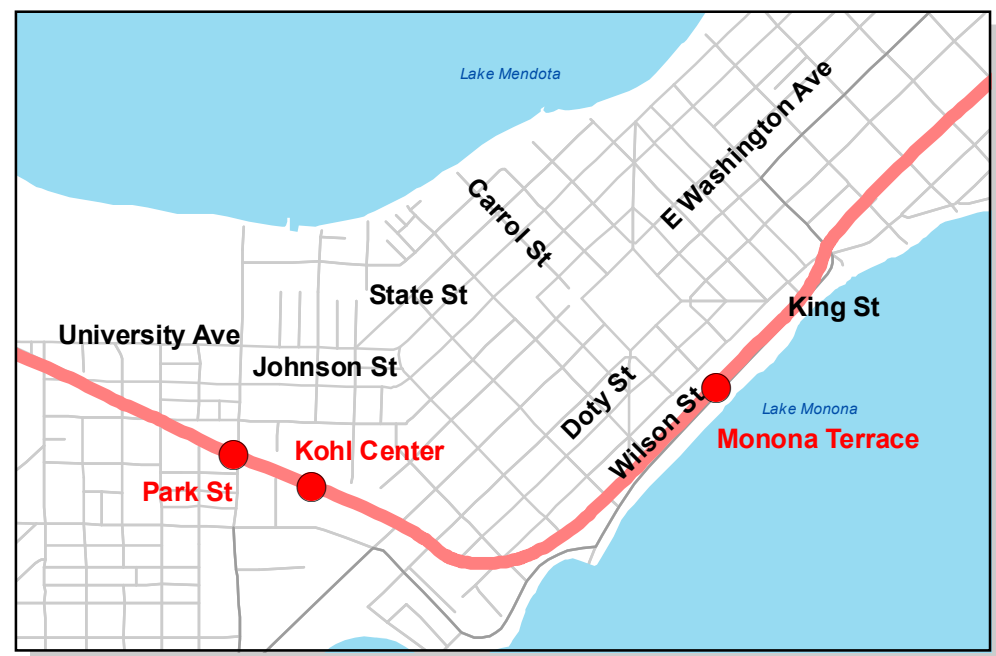 Lake Mendota
E Washington Ave
Carrol St
State St
King St
University Ave
Johnson St
Doty St
Wilson St
Lake Monona
Monona Terrace
Kohl Center
Park St